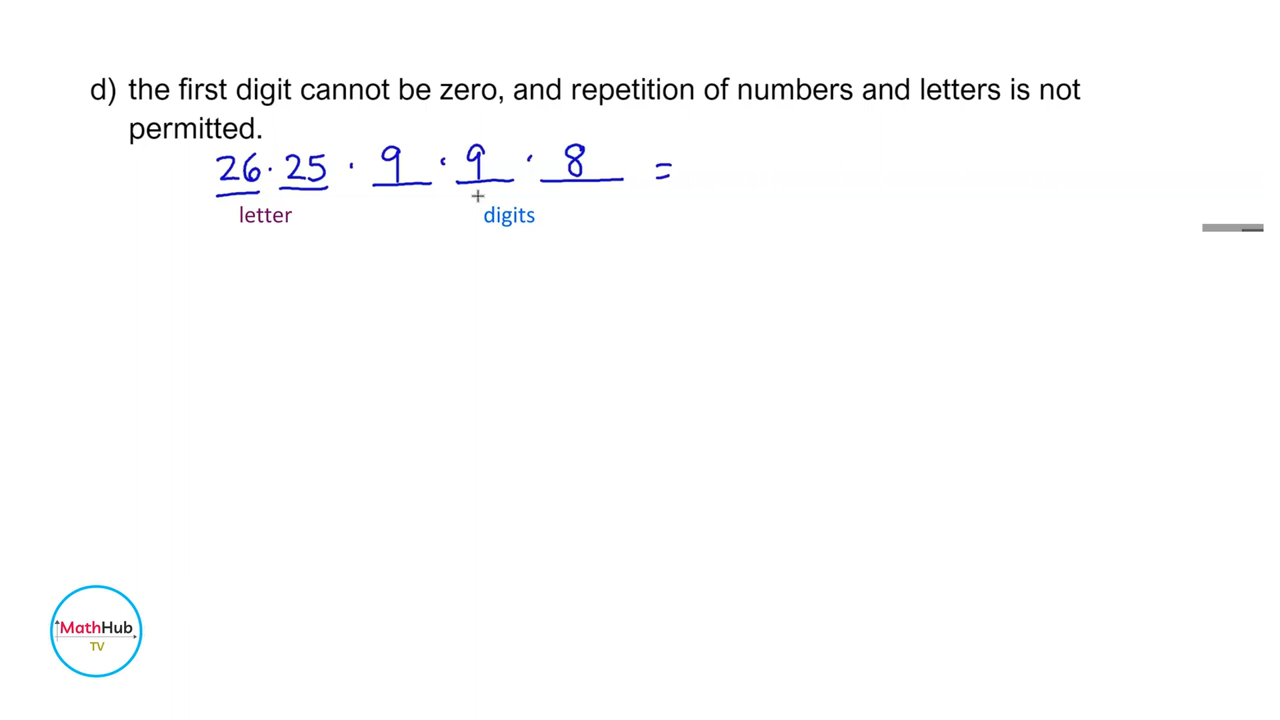 d) the first digit cannot be zero, and repetition of numbers and letters is not
permitted.
26 · 25 · 9 · 9 · 8 =
letter digits
MathHub
TV